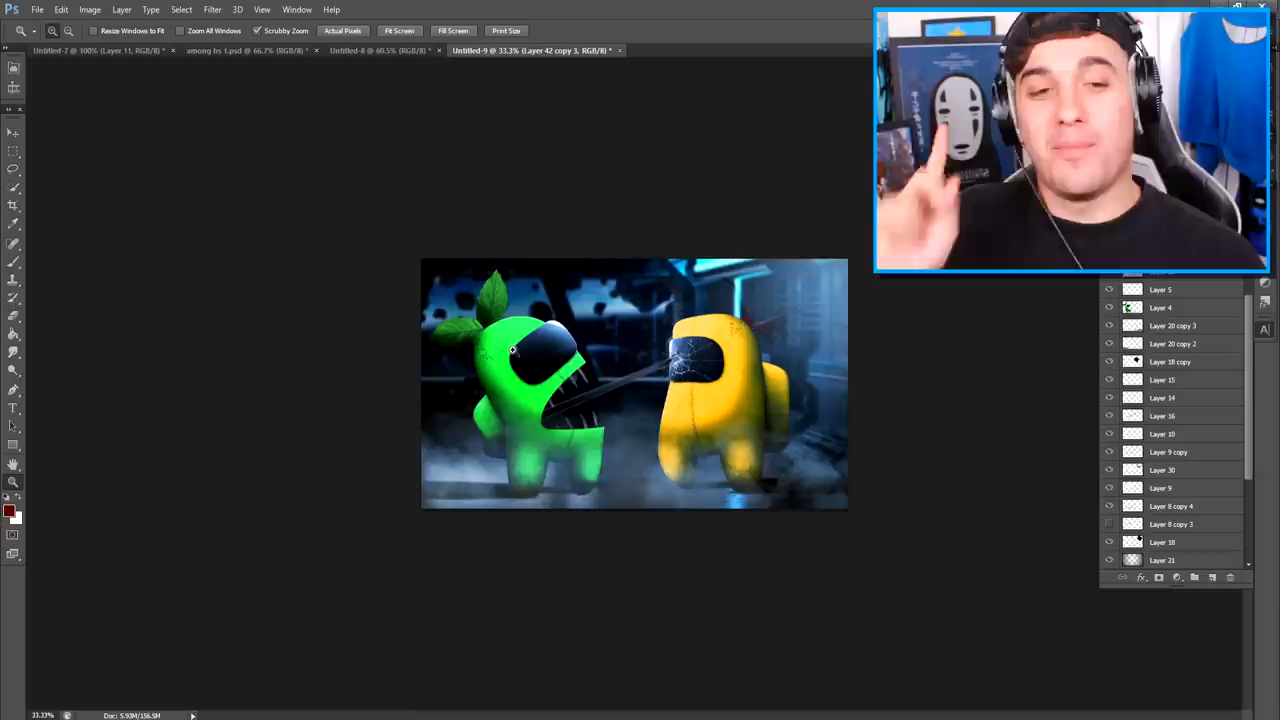 Ps File Edit Image Layer Type Select Filter 3D View Window Help
Resize Windows to Fit Zoom All Windows Scrubby Zoom Actual Pixels Fit Screen Fill Screen Print Size
Untitled-7 @ 100% (Layer 11, RGB/8) * × among hs 1.psd @ 66.7% (RGB/8) * × Untitled-8 @ 60.5% (RGB/8) * × Untitled-9 @ 33.3% (Layer 42 copy 3, RGB/8) * ×
Layer 5
Layer 4
Layer 20 copy 3
Layer 20 copy 2
Layer 18 copy
Layer 15
Layer 14
Layer 16
Layer 10
Layer 9 copy
Layer 30
Layer 9
Layer 8 copy 4
Layer 8 copy 3
Layer 18
Layer 21
fx
33.33% Doc: 5.93M/156.5M